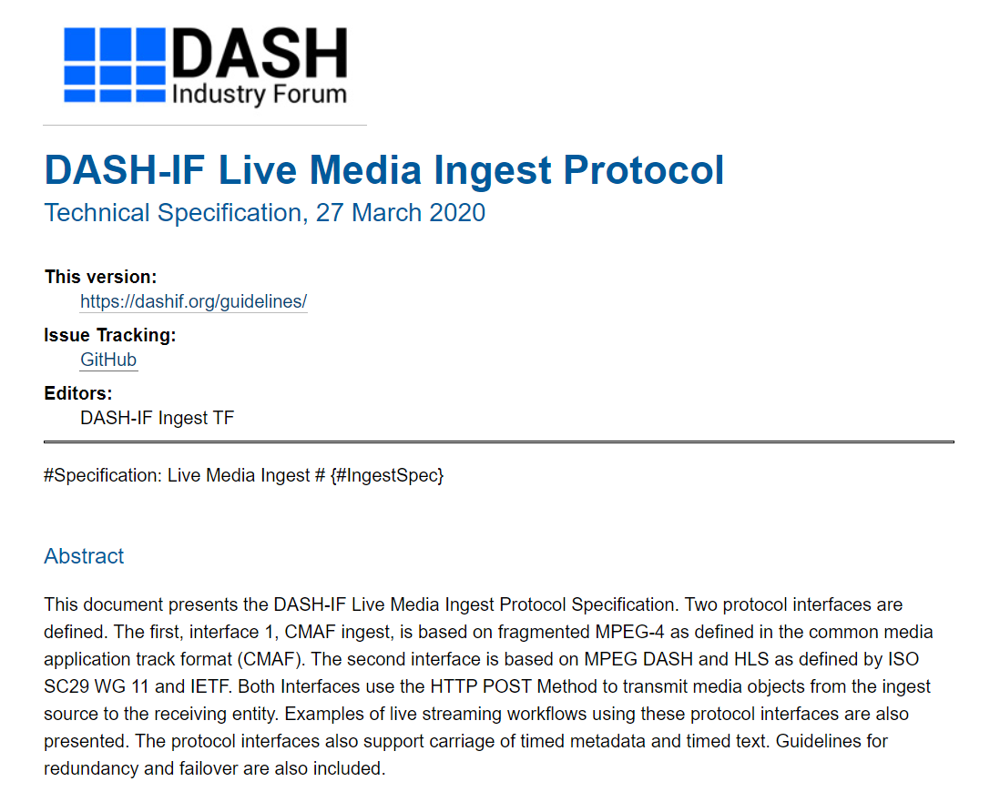 DASH
Industry Forum
DASH-IF Live Media Ingest Protocol
Technical Specification, 27 March 2020
This version:
https://dashif.org/guidelines/
Issue Tracking:
GitHub
Editors:
DASH-IF Ingest TF
#Specification: Live Media Ingest # {#IngestSpec}
Abstract
This document presents the DASH-IF Live Media Ingest Protocol Specification. Two protocol interfaces are
defined. The first, interface 1, CMAF ingest, is based on fragmented MPEG-4 as defined in the common media
application track format (CMAF). The second interface is based on MPEG DASH and HLS as defined by ISO
SC29 WG 11 and IETF. Both Interfaces use the HTTP POST Method to transmit media objects from the ingest
source to the receiving entity. Examples of live streaming workflows using these protocol interfaces are also
presented. The protocol interfaces also support carriage of timed metadata and timed text. Guidelines for
redundancy and failover are also included.